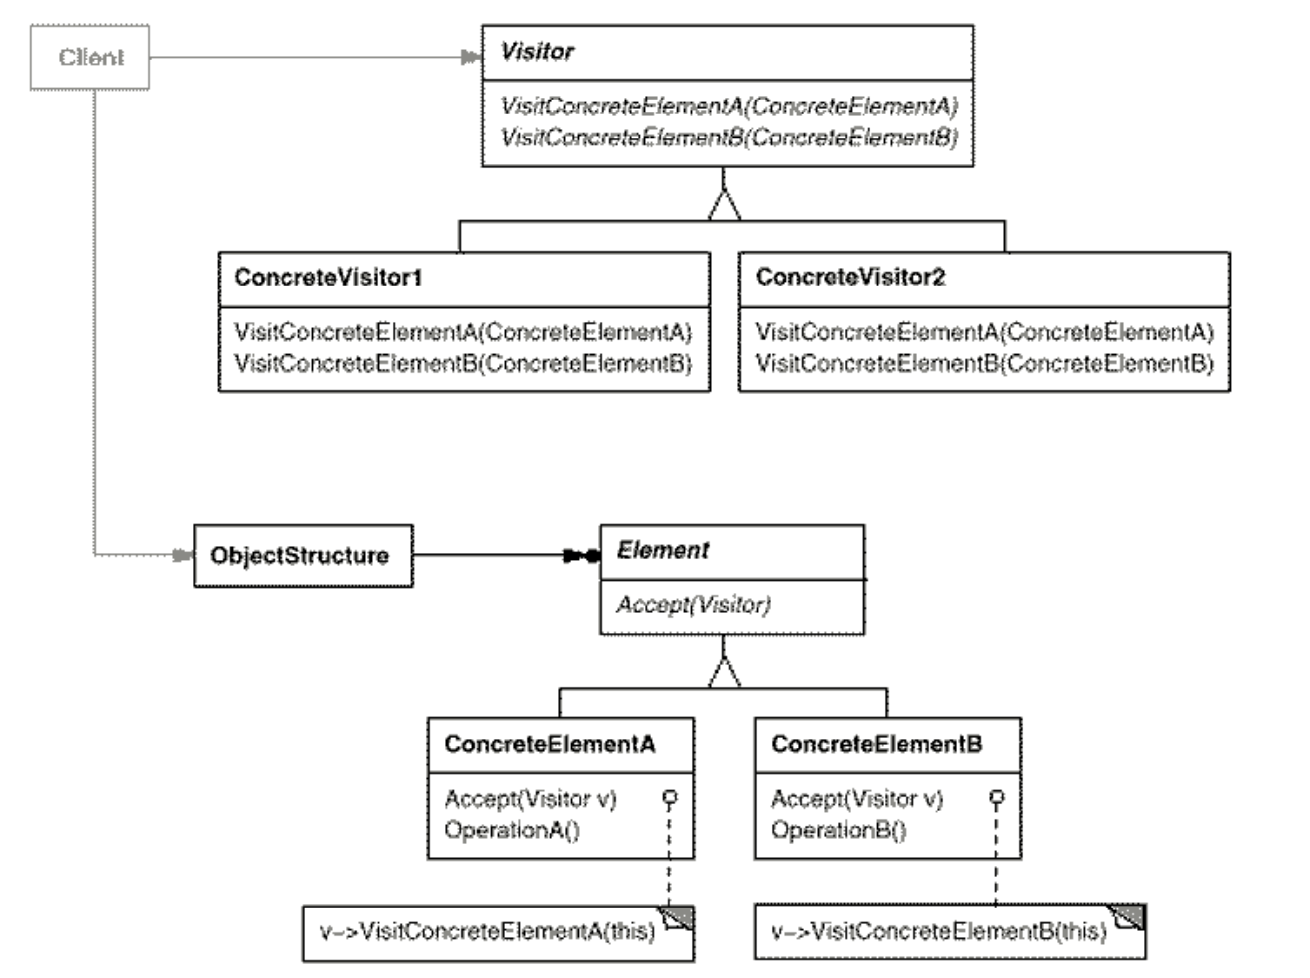 Client
Visitor
VisitConcreteElementA(ConcreteElementA)
VisitConcreteElementB(ConcreteElementB)
ConcreteVisitor1
VisitConcreteElementA(ConcreteElementA)
VisitConcreteElementB(ConcreteElementB)
ConcreteVisitor2
VisitConcreteElementA(ConcreteElementA)
VisitConcreteElementB(ConcreteElementB)
ObjectStructure
Element
Accept(Visitor)
ConcreteElementA
Accept(Visitor v)
OperationA()
ConcreteElementB
Accept(Visitor v)
OperationB()
v–>VisitConcreteElementA(this)
v–>VisitConcreteElementB(this)